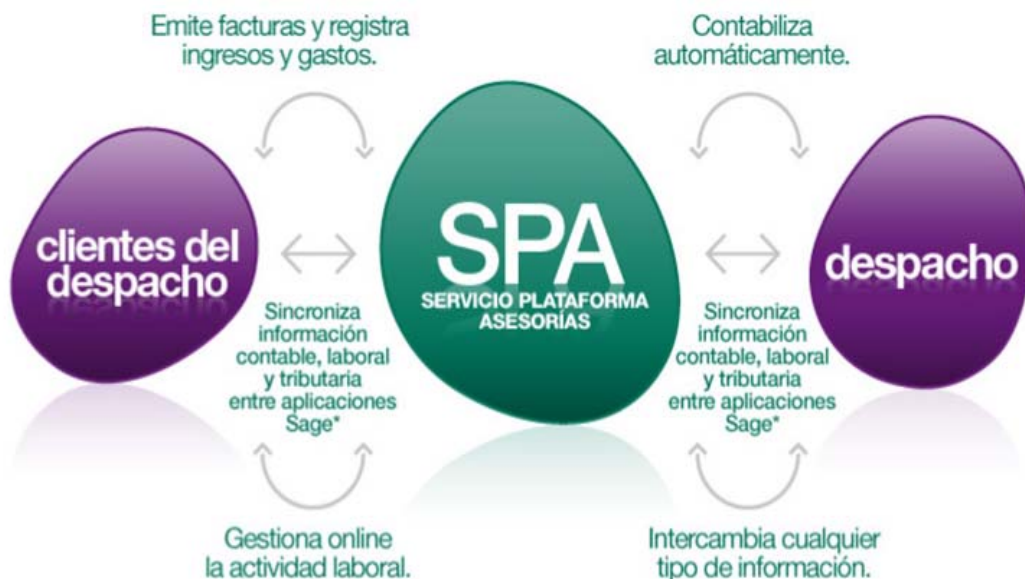 Emite facturas y registra
ingresos y gastos.
Contabiliza
automáticamente.
clientes del
despacho
Sincroniza
información
contable, laboral
y tributaria
entre aplicaciones
Sage*
SPA
SERVICIO PLATAFORMA
ASESORÍAS
Sincroniza
información
contable, laboral
y tributaria
entre aplicaciones
Sage*
despacho
Gestiona online
la actividad laboral.
Intercambia cualquier
tipo de información.